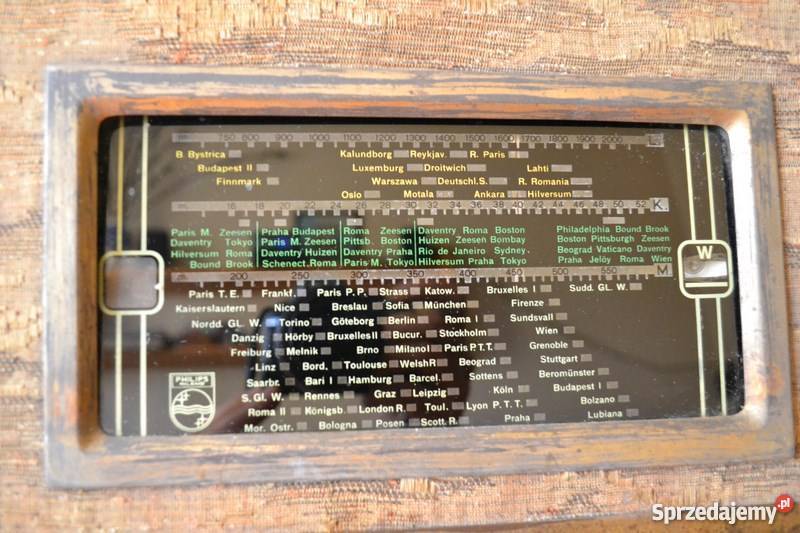 750 800 900 1000 1100 1200 1300 1400 1500 1600 1700 1800 1900 2000 L
B. Bystrica Kalundborg Reykjav. R. Paris
Budapest II Luxemburg Droitwich Lahti
Finnmark Warszawa Deutschl.S. R. Romania
Oslo Motala Ankara Hilversum
16 18 20 22 24 26 28 30 32 34 36 38 40 42 44 46 48 50 52 K.
Paris M. Zeesen Praha Budapest Roma Zeesen Daventry Roma Boston Philadelphia Bound Brook
Daventry Tokyo Paris M. Zeesen Pittsb. Boston Huizen Zeesen Bombay Boston Pittsburgh Zeesen
Hilversum Roma Daventry Huizen Daventry Praha Rio de Janeiro Sydney. Beograd Vaticano Daventry
Bound Brook Schenect. Roma Paris M. Tokyo Hilversum Praha Tokyo Praha Jelöy Roma Wien
200 250 300 350 400 450 500 550 M
W
Paris T. E. Frankf. Paris P. P. Strass Katow. Bruxelles I Sudd. GL. W.
Kaiserslautern Nice Breslau Sofia München Firenze
Nordd. GL. W. Torino Göteborg Berlin Roma I Sundsvall
Danzig Hörby Bruxelles II Bucur. Stockholm Wien
Freiburg Melnik Brno Milano I Paris P.T.T. Grenoble
Linz Bord. Toulouse Welsh R Beograd Stuttgart
Saarbr. Bari I Hamburg Barcel. Sottens Beromünster
S. Gl. W. Rennes Graz Leipzig Köln Budapest I
Roma II Königsb. London R. Toul. Lyon P. T. T. Bolzano
Mor. Ostr. Bologna Posen Scott. R. Praha Lubiana
PHILIPS
Sprzedajemy.pl